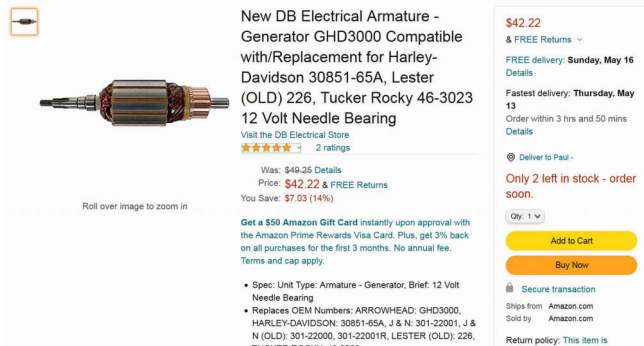 New DB Electrical Armature -
Generator GHD3000 Compatible
with/Replacement for Harley-
Davidson 30851-65A, Lester
(OLD) 226, Tucker Rocky 46-3023
12 Volt Needle Bearing
Visit the DB Electrical Store
2 ratings
Was: $49.25 Details
Price: $42.22 & FREE Returns
You Save: $7.03 (14%)
Roll over image to zoom in
Get a $50 Amazon Gift Card instantly upon approval with
the Amazon Prime Rewards Visa Card. Plus, get 3% back
on all purchases for the first 3 months. No annual fee.
Terms and cap apply.
• Spec: Unit Type: Armature - Generator, Brief: 12 Volt
Needle Bearing
• Replaces OEM Numbers: ARROWHEAD: GHD3000,
HARLEY-DAVIDSON: 30851-65A, J & N: 301-22001, J &
N (OLD): 301-22000, 301-22001R, LESTER (OLD): 226,
$42.22
& FREE Returns
FREE delivery: Sunday, May 16
Details
Fastest delivery: Thursday, May
13
Order within 3 hrs and 50 mins
Details
Deliver to Paul -
Only 2 left in stock - order
soon.
Qty: 1
Add to Cart
Buy Now
Secure transaction
Ships from Amazon.com
Sold by Amazon.com
Return policy: This item is